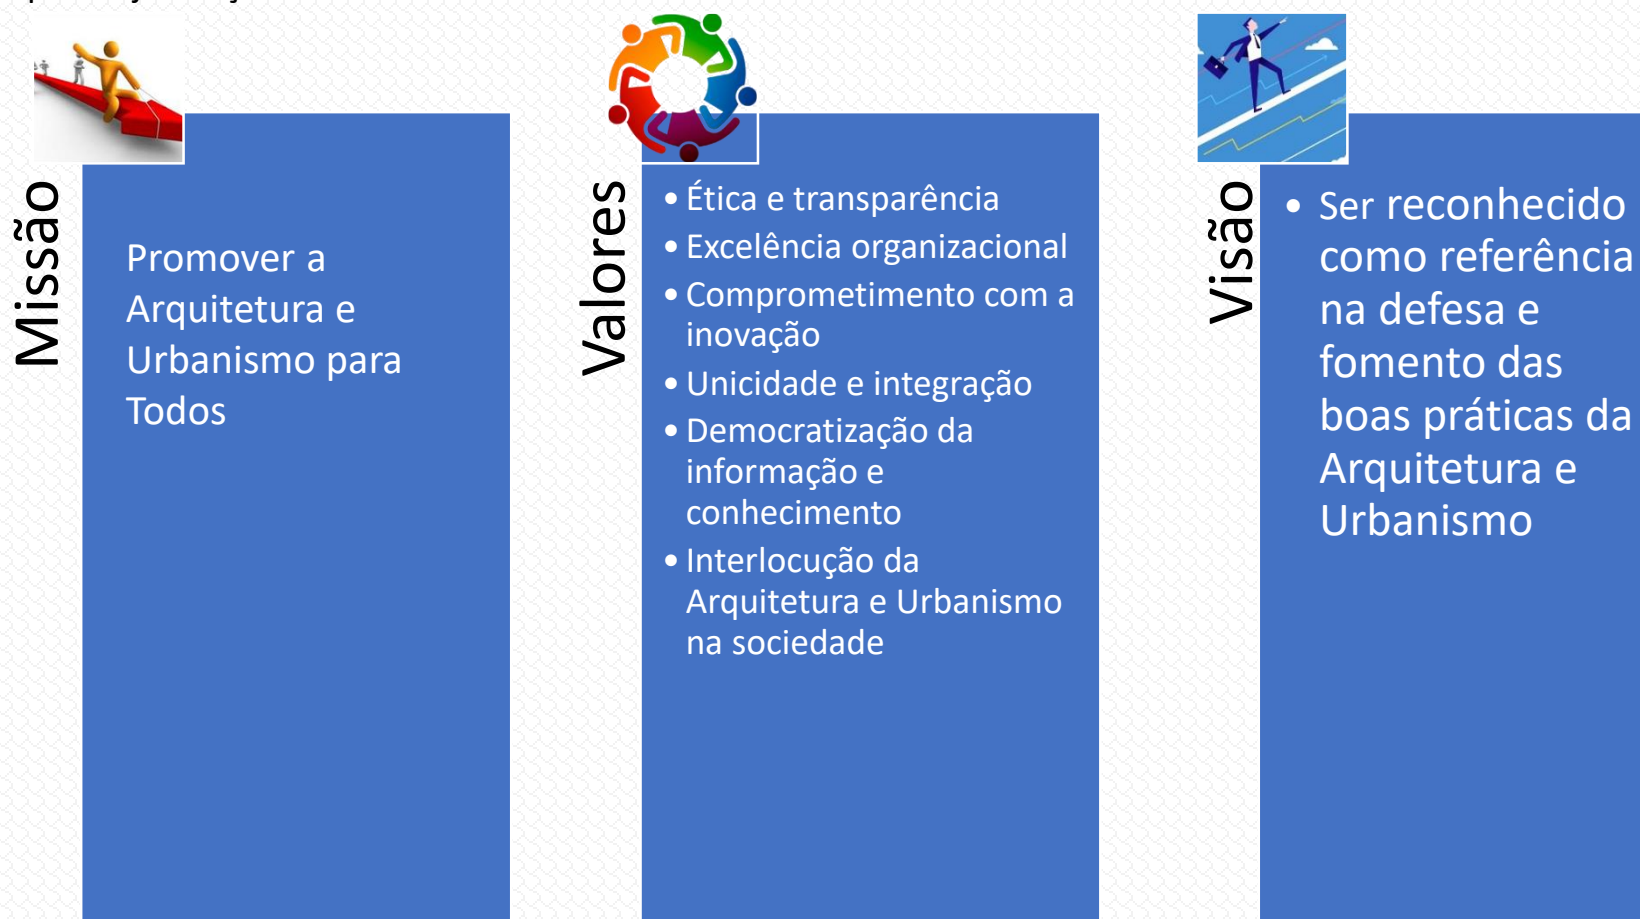 Missão
Promover a
Arquitetura e
Urbanismo para
Todos
Valores
• Ética e transparência
• Excelência organizacional
• Comprometimento com a
inovação
• Unicidade e integração
• Democratização da
informação e
conhecimento
• Interlocução da
Arquitetura e Urbanismo
na sociedade
Visão
• Ser reconhecido
como referência
na defesa e
fomento das
boas práticas da
Arquitetura e
Urbanismo